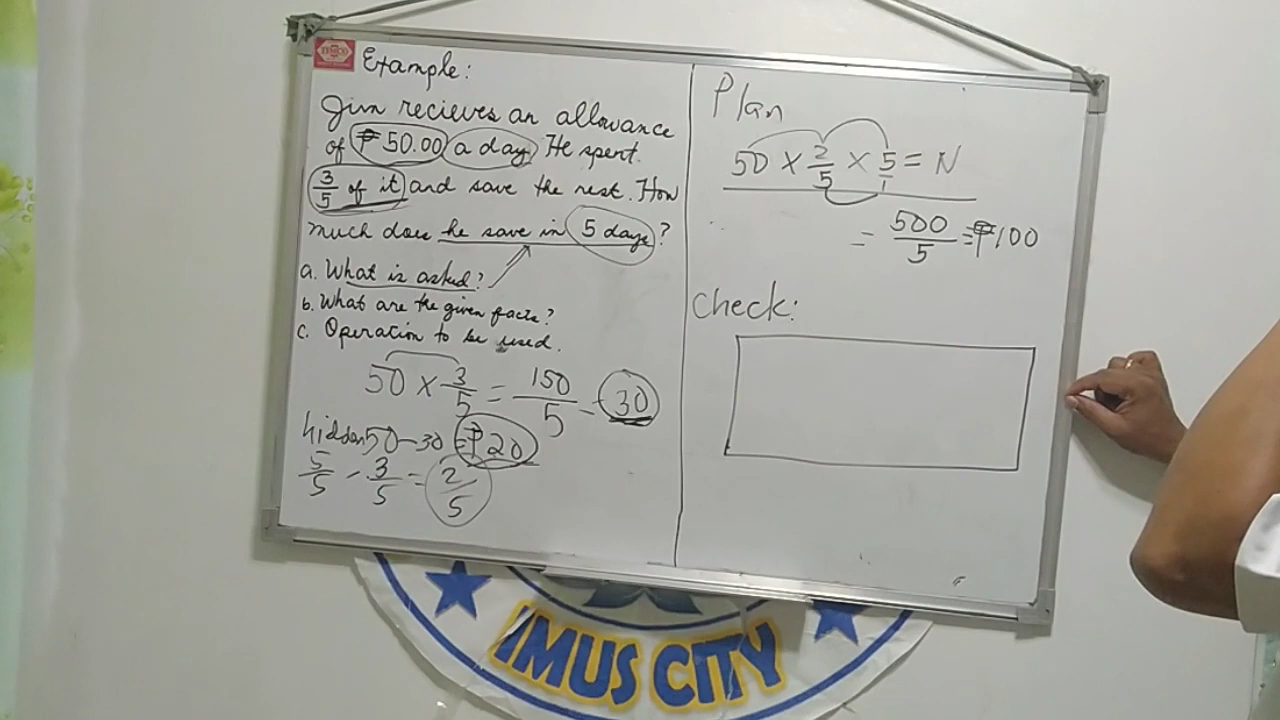 Example:
Jim recieves an allowance
of ₱50.00 a day. He spent
3/5 of it and save the rest. How
much does he save in 5 days?
a. What is asked?
b. What are the given facts?
c. Operation to be used.
50 × 3/5 = 150/5 = 30
hidden 50 - 30 = ₱20
5/5 - 3/5 = 2/5
Plan
50 × 2/5 × 5/1 = N
= 500/5 = ₱100
Check:
IMUS CITY